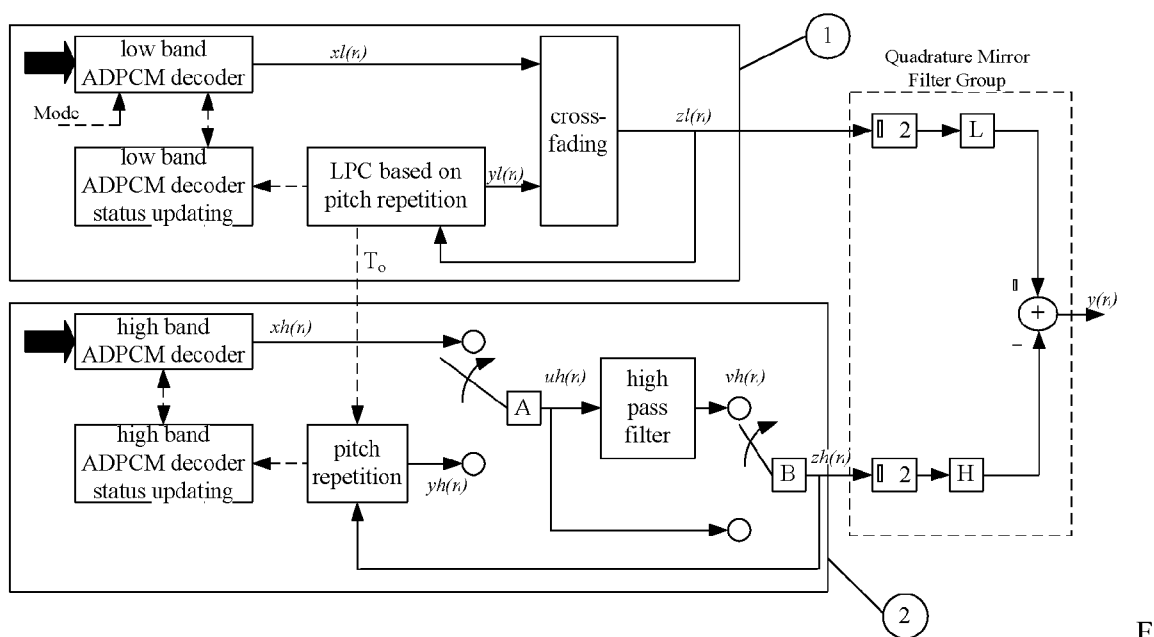 1
low band
ADPCM decoder
xl(n)
Mode
Quadrature Mirror
Filter Group
cross-
fading
zl(n)
2
L
low band
ADPCM decoder
status updating
LPC based on
pitch repetition
yl(n)
To
+
y(n)
−
high band
ADPCM decoder
xh(n)
A
uh(n)
high
pass
filter
vh(n)
B
zh(n)
2
H
high band
ADPCM decoder
status updating
pitch
repetition
yh(n)
2
F